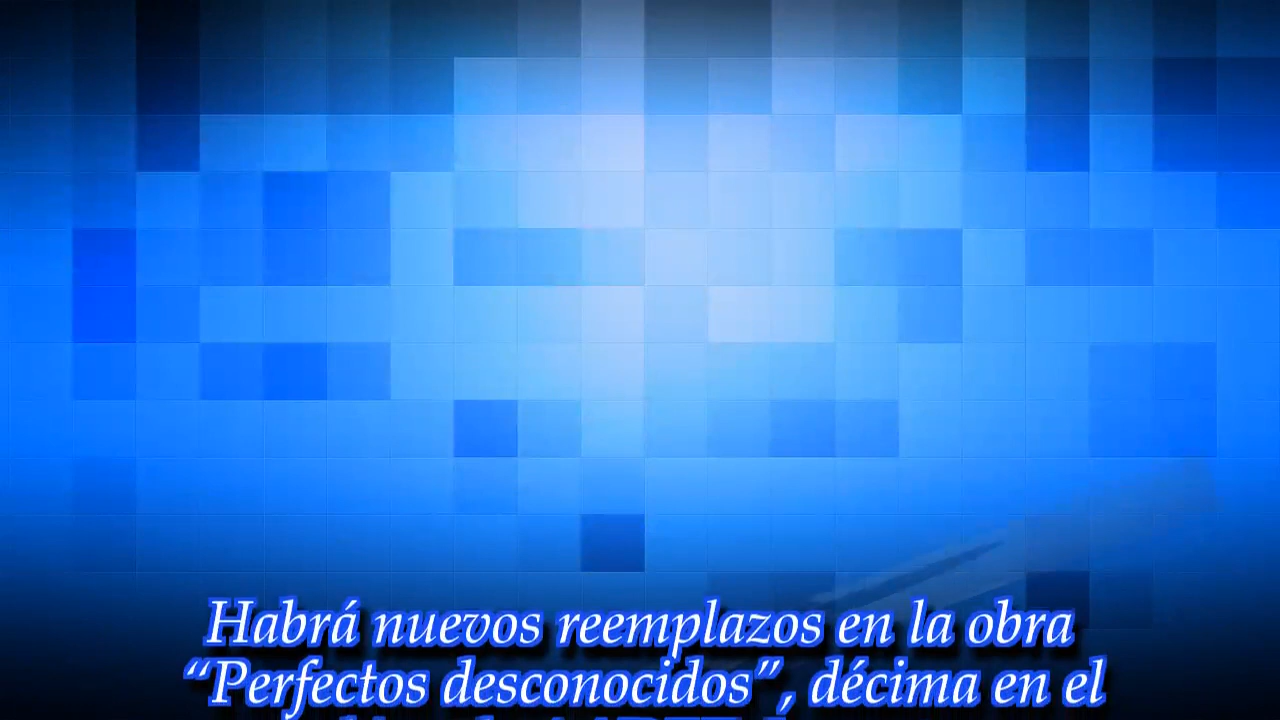 Habrá nuevos reemplazos en la obra
“Perfectos desconocidos”, décima en el